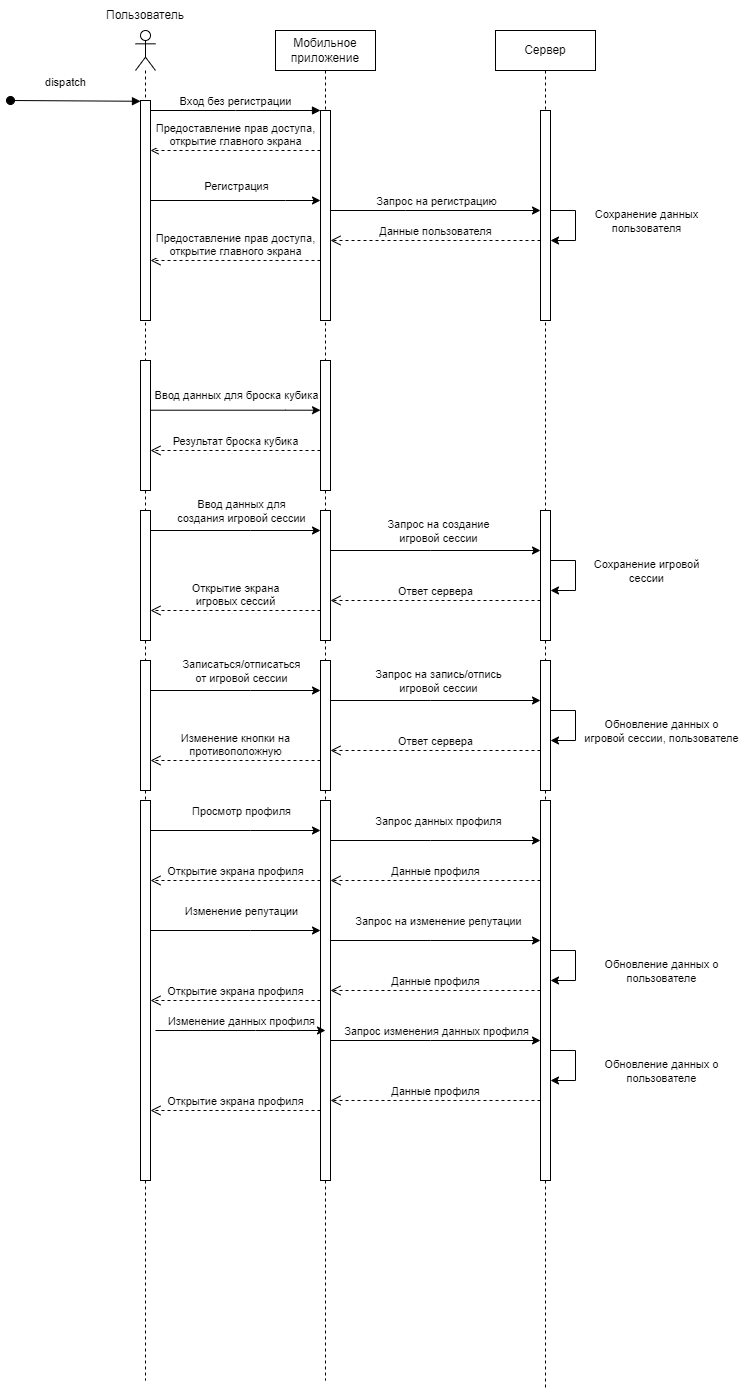 Пользователь
Мобильное
приложение
Сервер
dispatch
Вход без регистрации
Предоставление прав доступа,
открытие главного экрана
Регистрация
Запрос на регистрацию
Сохранение данных
пользователя
Данные пользователя
Предоставление прав доступа,
открытие главного экрана
Ввод данных для броска кубика
Результат броска кубика
Ввод данных для
создания игровой сессии
Запрос на создание
игровой сессии
Сохранение игровой
сессии
Открытие экрана
игровых сессий
Ответ сервера
Записаться/отписаться
от игровой сессии
Запрос на запись/отпись
игровой сессии
Обновление данных о
игровой сессии, пользователе
Изменение кнопки на
противоположную
Ответ сервера
Просмотр профиля
Запрос данных профиля
Открытие экрана профиля
Данные профиля
Изменение репутации
Запрос на изменение репутации
Обновление данных о
пользователе
Данные профиля
Открытие экрана профиля
Изменение данных профиля
Запрос изменения данных профиля
Обновление данных о
пользователе
Данные профиля
Открытие экрана профиля